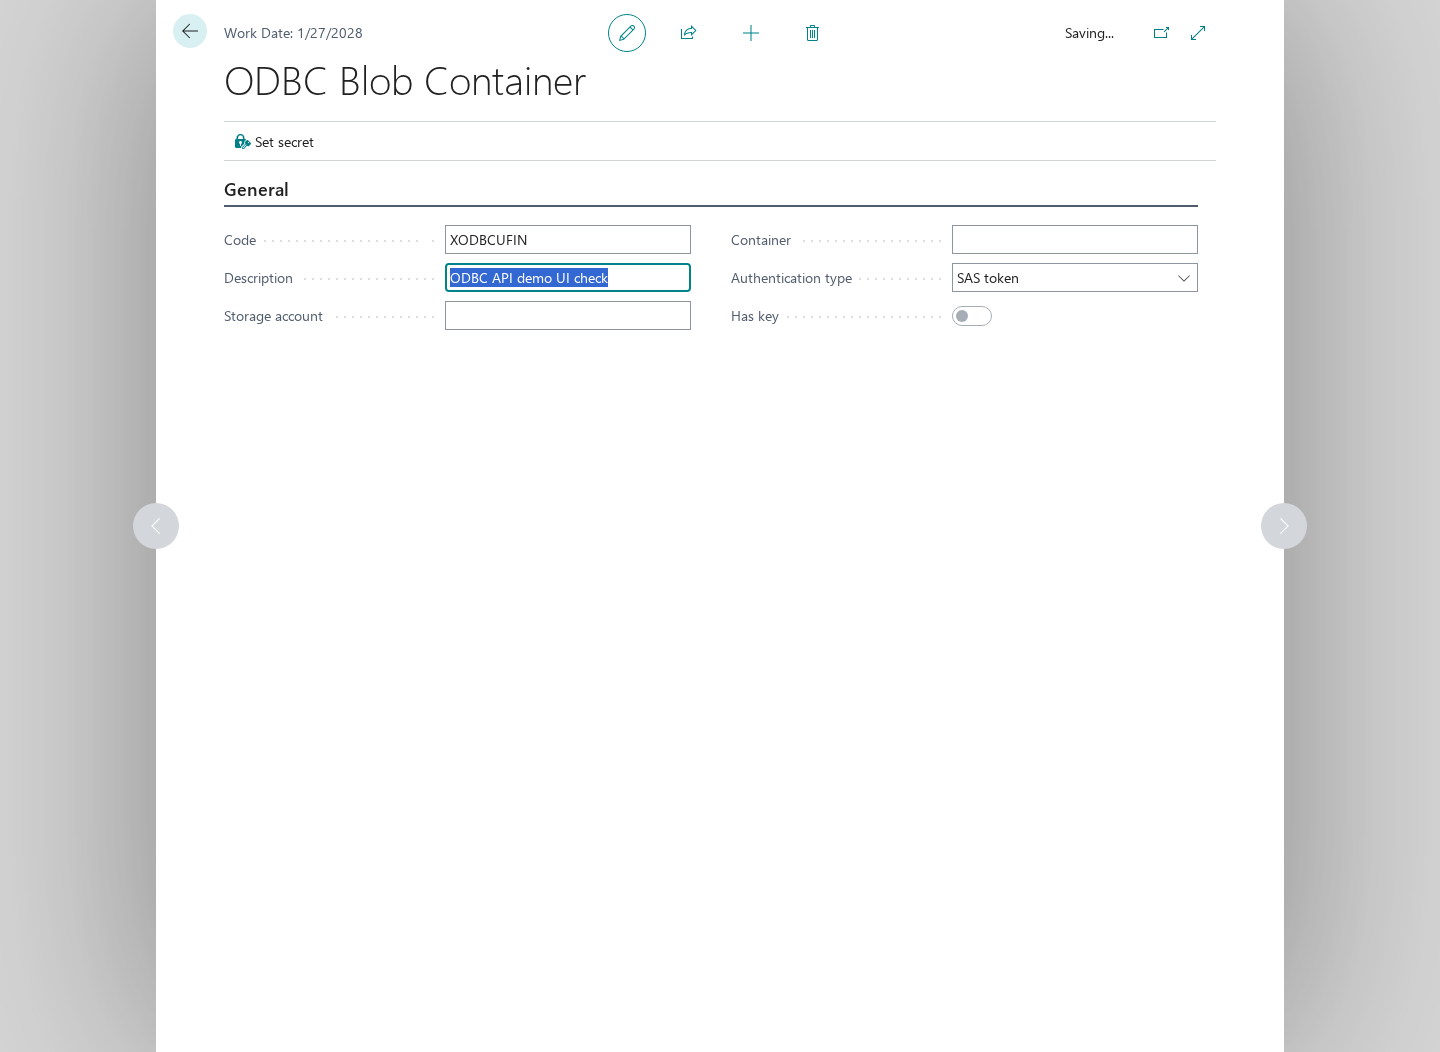 Work Date: 1/27/2028
Saving...
ODBC Blob Container
Set secret
General
Code
XODBCUFIN
Description
ODBC API demo UI check
Storage account
Container
Authentication type
SAS token
Has key